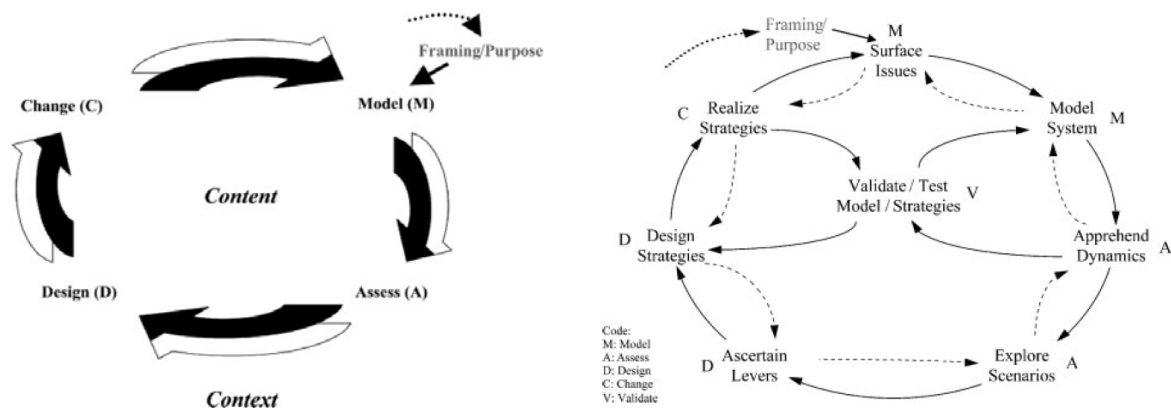 Framing/Purpose
Change (C)
Model (M)
Content
Design (D)
Assess (A)
Context
Framing/
Purpose
M
Surface
Issues
C
Realize
Strategies
Model
System
M
Validate / Test
Model / Strategies
V
D
Design
Strategies
Apprehend
Dynamics
A
Code:
M: Model
A: Assess
D: Design
C: Change
V: Validate
D
Ascertain
Levers
Explore
Scenarios
A